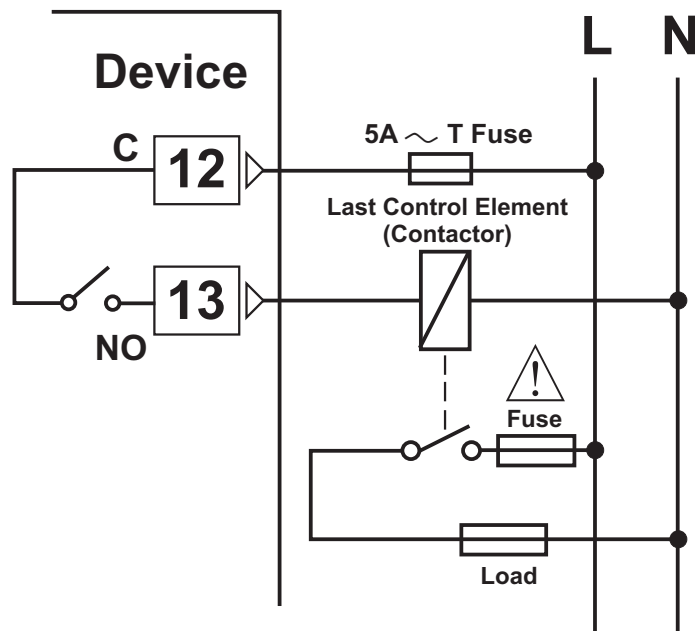 L N
Device
5A ~ T Fuse
C
12
Last Control Element
(Contactor)
13
NO
!
Fuse
Load